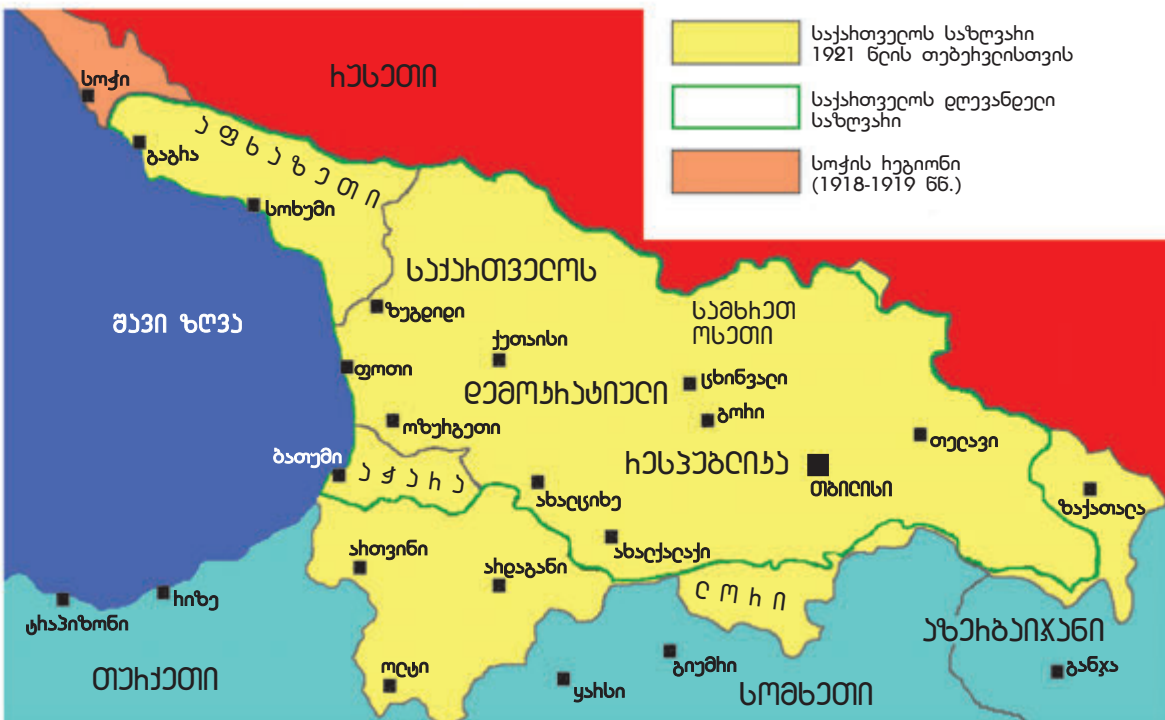 საქართველოს საზღვარი
1921 წლის თებერვლისთვის
საქართველოს დღევანდელი
საზღვარი
სოჭის რეგიონი
(1918-1919 წწ.)
რუსეთი
სოჭი
აფხაზეთი
გაგრა
სოხუმი
საქართველოს
შავი ზღვა
ზუგდიდი
სამხრეთ
ოსეთი
ქუთაისი
ფოთი
ცხინვალი
დემოკრატიული
გორი
ოზურგეთი
თელავი
ბათუმი
აჭარა
რესპუბლიკა
თბილისი
ახალციხე
ზაქათალა
ახალქალაქი
ართვინი
არდაგანი
ლორი
რიზე
ტრაპიზონი
აზერბაიჯანი
თურქეთი
ოლტი
ყარსი
გიუმრი
სომხეთი
განჯა